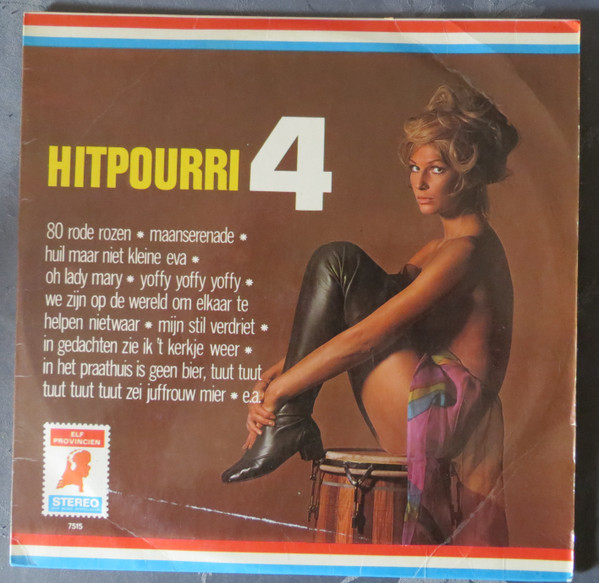 HITPOURRI 4
80 rode rozen * maanserenade *
huil maar niet kleine eva *
oh lady mary * yoffy yoffy yoffy *
we zijn op de wereld om elkaar te
helpen nietwaar * mijn stil verdriet *
in gedachten zie ik 't kerkje weer *
in het praathuis is geen bier, tuut tuut
tuut tuut tuut zei juffrouw mier * e.a.
ELF
PROVINCIEN
STEREO
7515